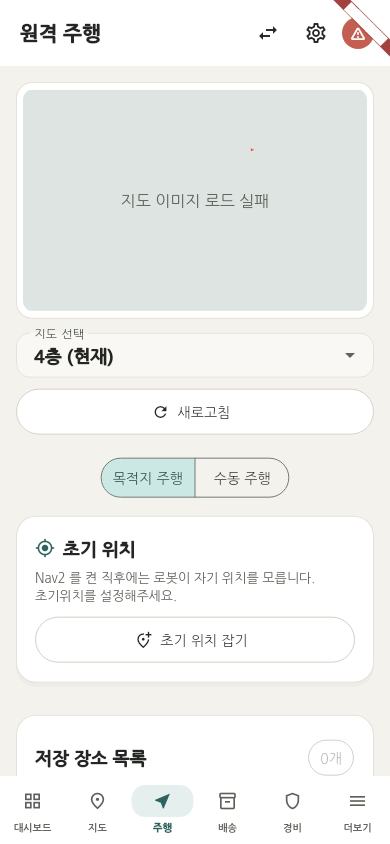 원격 주행
지도 이미지 로드 실패
지도 선택
4층 (현재)
새로고침
목적지 주행
수동 주행
초기 위치
Nav2 를 켠 직후에는 로봇이 자기 위치를 모릅니다.
초기위치를 설정해주세요.
초기 위치 잡기
저장 장소 목록
0개
대시보드
지도
주행
배송
경비
더보기